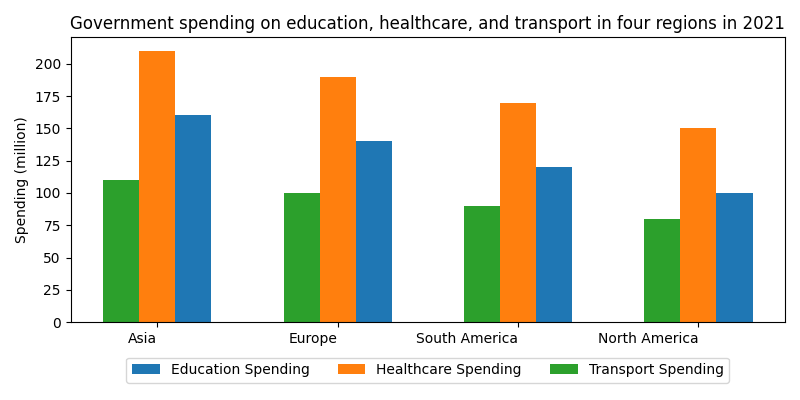 Government spending on education, healthcare, and transport in four regions in 2021
Spending (million)
200
175
150
125
100
75
50
25
0
Asia Europe South America North America
Education Spending Healthcare Spending Transport Spending